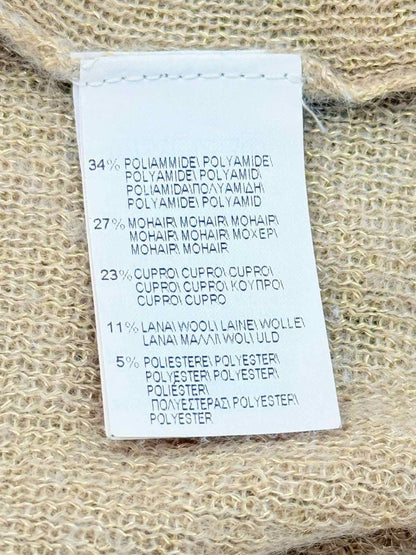 34% POLIAMMIDE\ POLYAMIDE\
POLYAMIDE\ POLYAMID\
POLIAMIDA\ΠΟΛΥΑΜΙΔΗ\
POLYAMIDE\ POLYAMID
27% MOHAIR\ MOHAIR\ MOHAIR\
MOHAIR\ MOHAIR\ ΜΟΧΕΡ\
MOHAIR\ MOHAIR
23% CUPRO\ CUPRO\ CUPRO\
CUPRO\ CUPRO\ ΚΟΥΠΡΟ\
CUPRO\ CUPRO
11% LANA\ WOOL\ LAINE\ WOLLE\
LANA\ ΜΑΛΛΙ\ WOL\ ULD
5% POLIESTERE\ POLYESTER\
POLYESTER\ POLYESTER\
POLIÉSTER\
ΠΟΛΥΕΣΤΕΡΑΣ\ POLYESTER\
POLYESTER